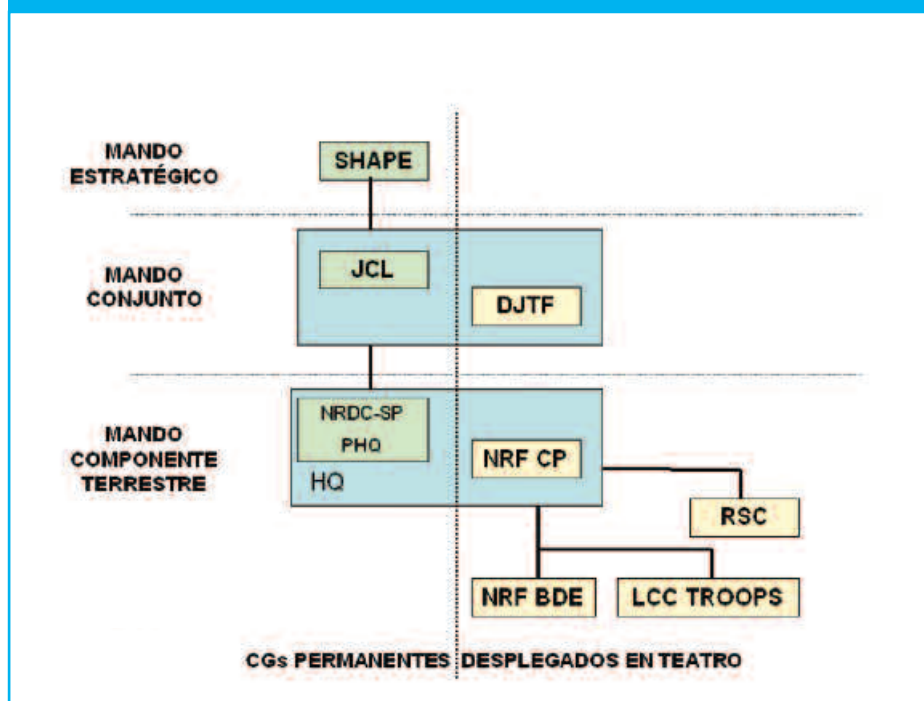 MANDO
ESTRATÉGICO
SHAPE
MANDO
CONJUNTO
JCL
DJTF
MANDO
COMPONENTE
TERRESTRE
NRDC-SP
PHQ
HQ
NRF CP
RSC
NRF BDE
LCC TROOPS
CGs PERMANENTES
DESPLEGADOS EN TEATRO